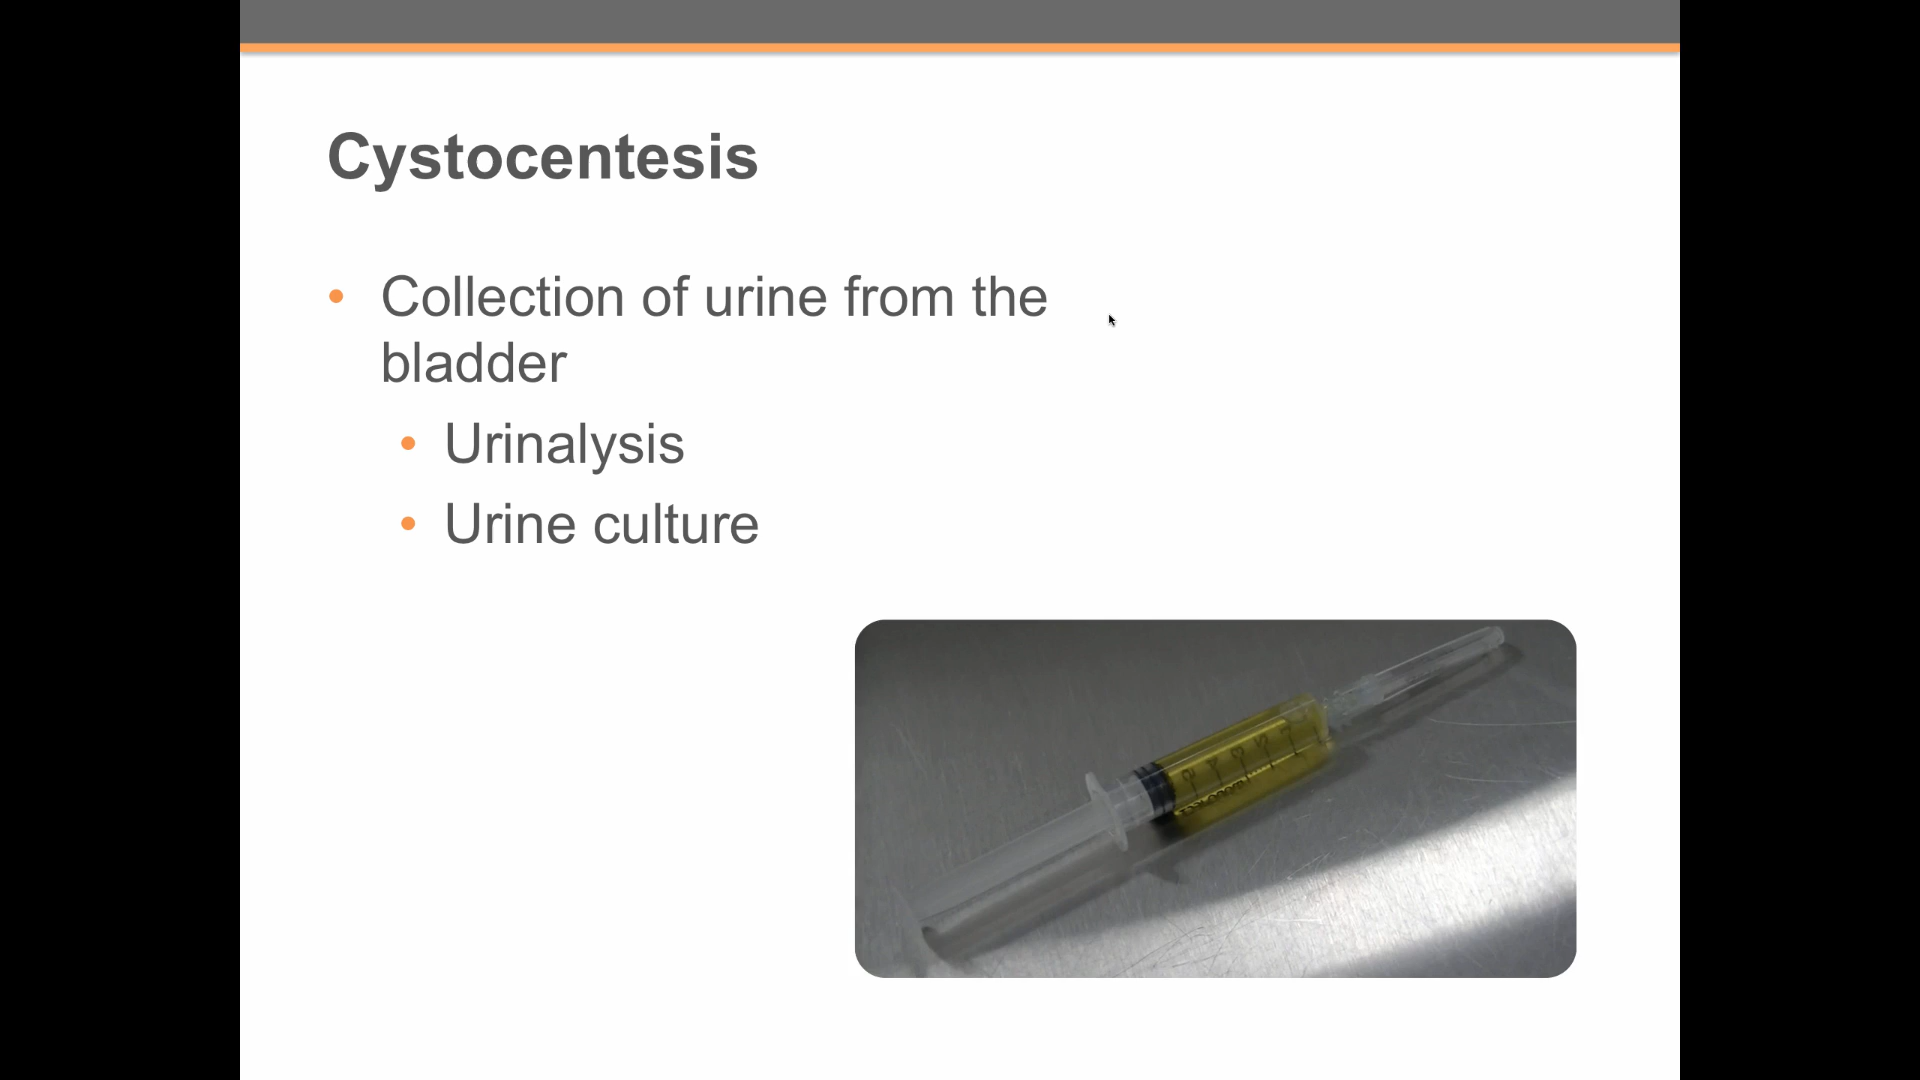 Cystocentesis
• Collection of urine from the
bladder
• Urinalysis
• Urine culture